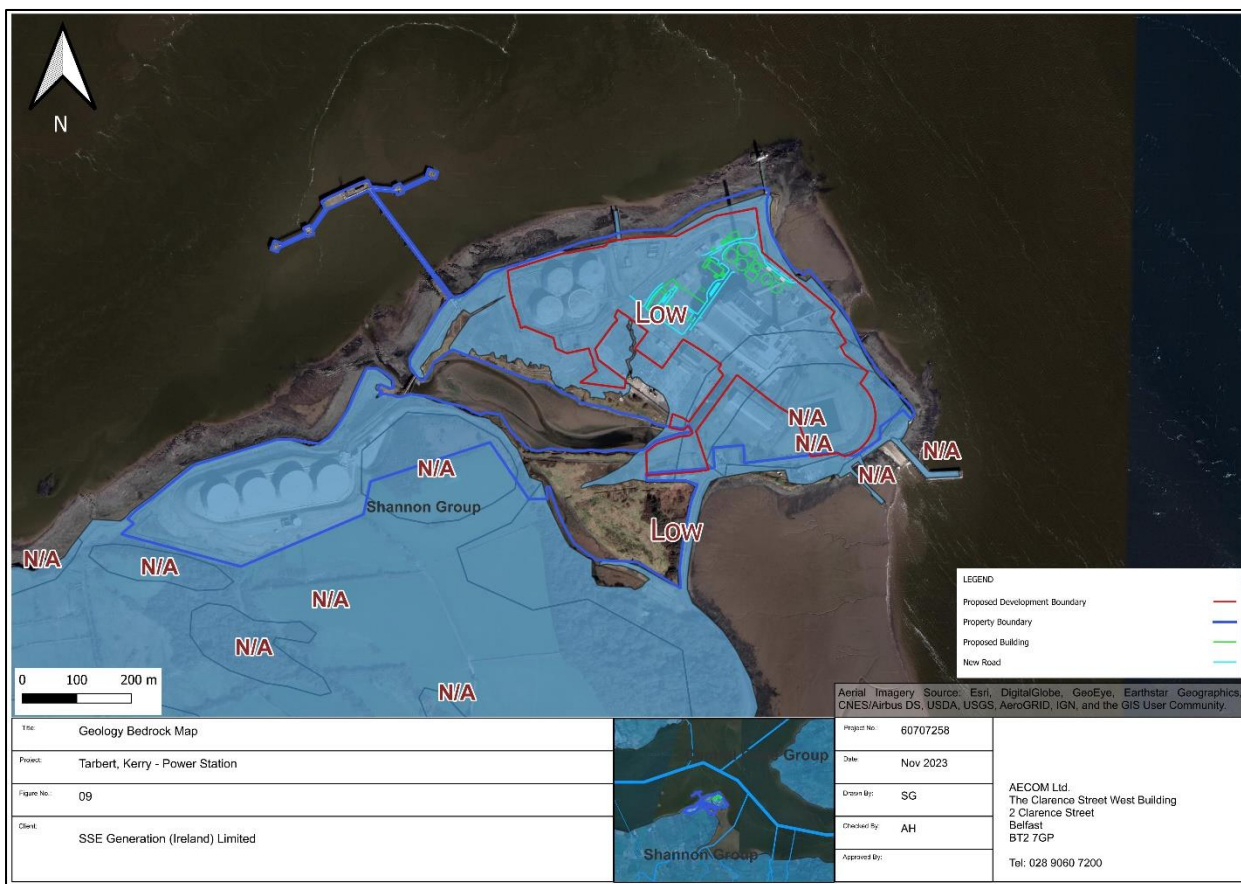 N
Low
N/A
N/A
N/A
N/A
N/A
Shannon Group
Low
N/A
N/A
N/A
N/A
N/A
0 100 200 m
LEGEND
Proposed Development Boundary
Property Boundary
Proposed Building
New Road
Aerial Imagery Source: Esri, DigitalGlobe, GeoEye, Earthstar Geographics,
CNES/Airbus DS, USDA, USGS, AeroGRID, IGN, and the GIS User Community.
Title: Geology Bedrock Map
Project: Tarbert, Kerry - Power Station
Figure No.: 09
Client: SSE Generation (Ireland) Limited
Group
Shannon Group
Project No. 60707258
Date: Nov 2023
Drawn By: SG
Checked By: AH
Approved By:
AECOM Ltd.
The Clarence Street West Building
2 Clarence Street
Belfast
BT2 7GP
Tel: 028 9060 7200